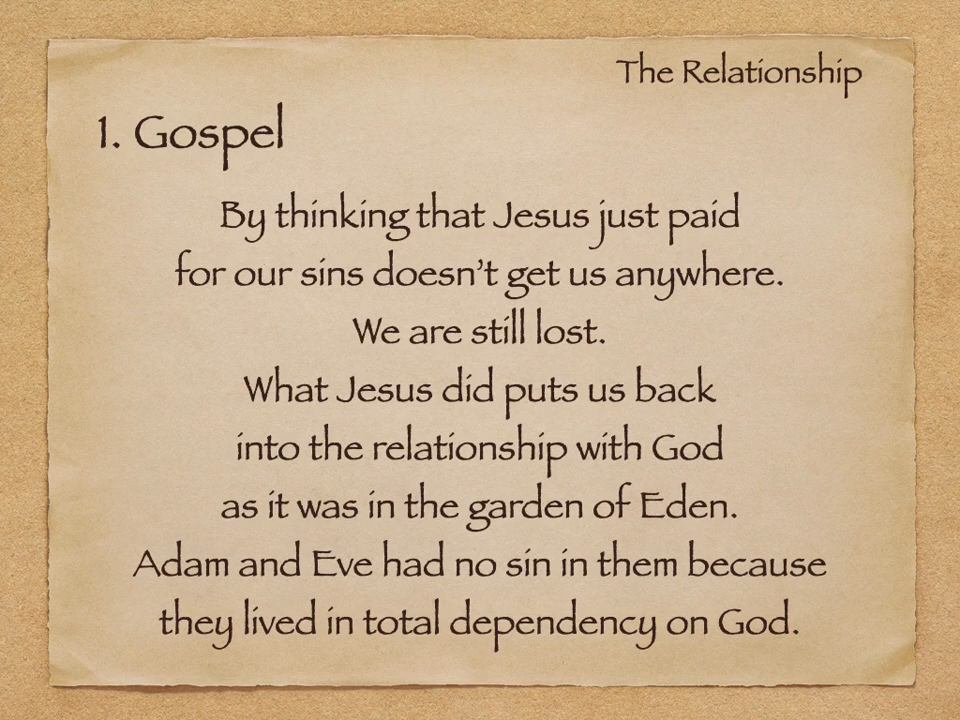 The Relationship
1. Gospel
By thinking that Jesus just paid
for our sins doesn't get us anywhere.
We are still lost.
What Jesus did puts us back
into the relationship with God
as it was in the garden of Eden.
Adam and Eve had no sin in them because
they lived in total dependency on God.